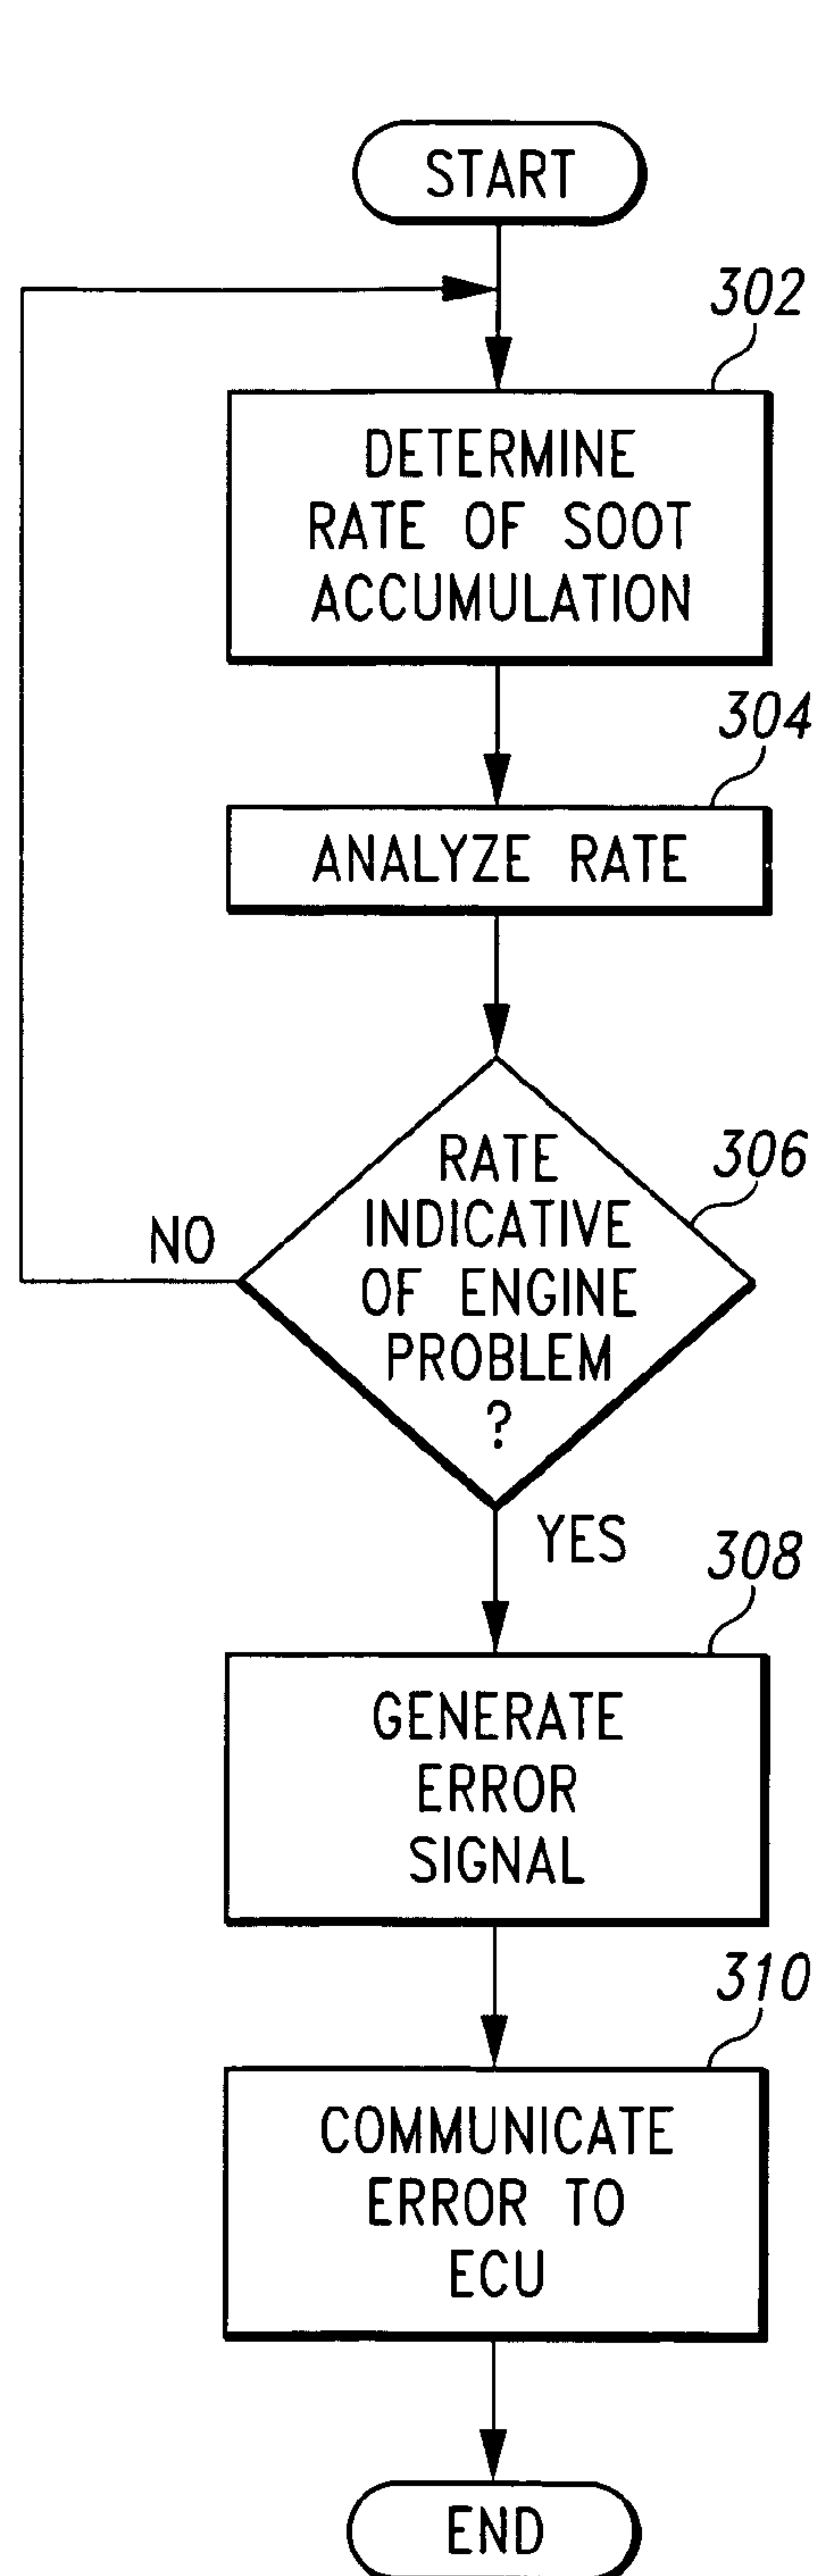 START
302
DETERMINE
RATE OF SOOT
ACCUMULATION
304
ANALYZE RATE
306
RATE
INDICATIVE
OF ENGINE
PROBLEM
?
NO
YES
308
GENERATE
ERROR
SIGNAL
310
COMMUNICATE
ERROR TO
ECU
END